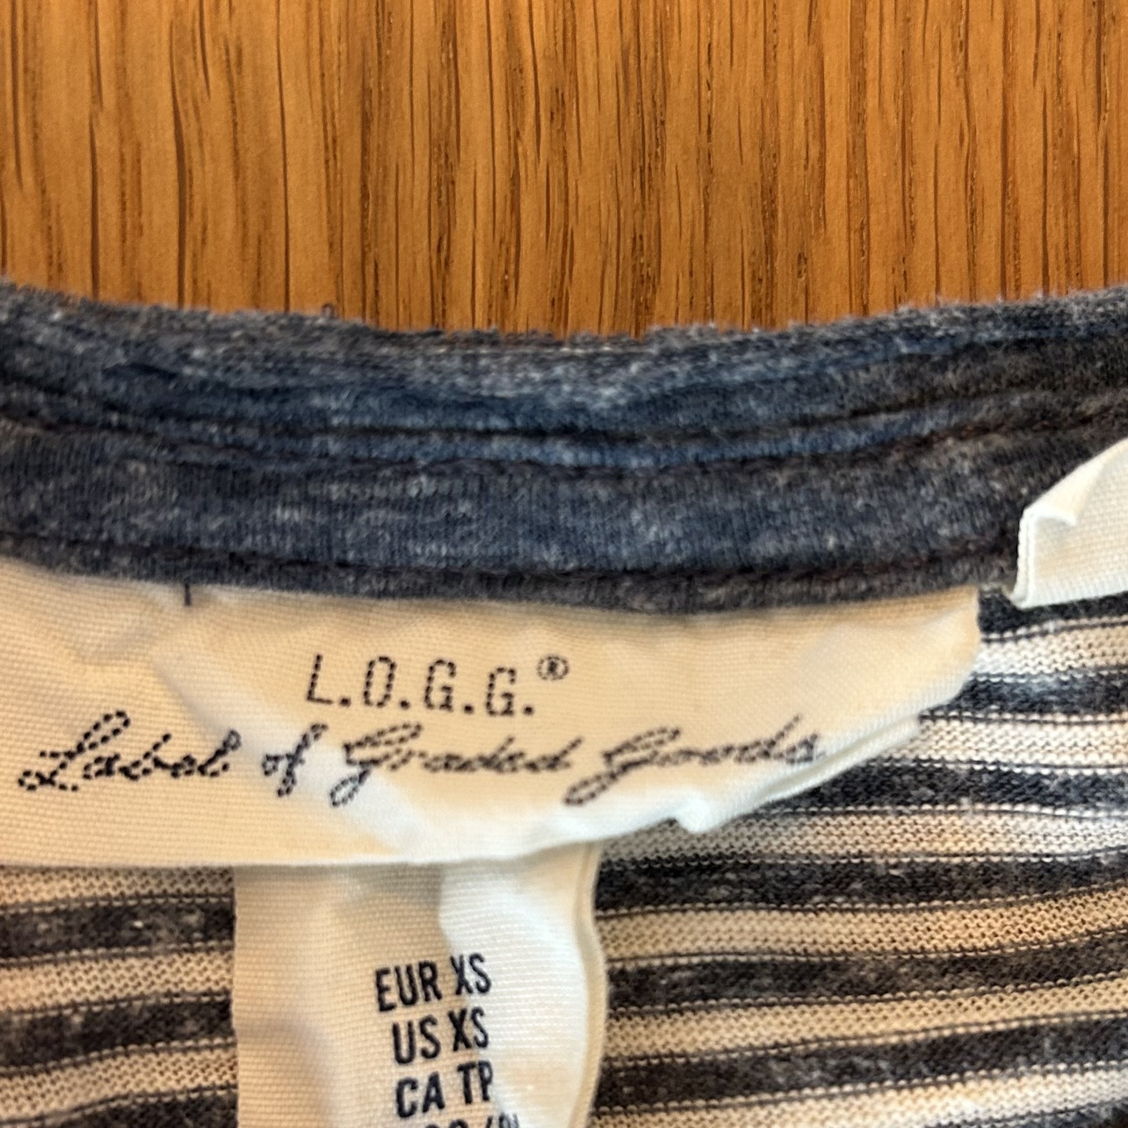 L.O.G.G.®
Label of Graded Goods
EUR XS
US XS
CA TP